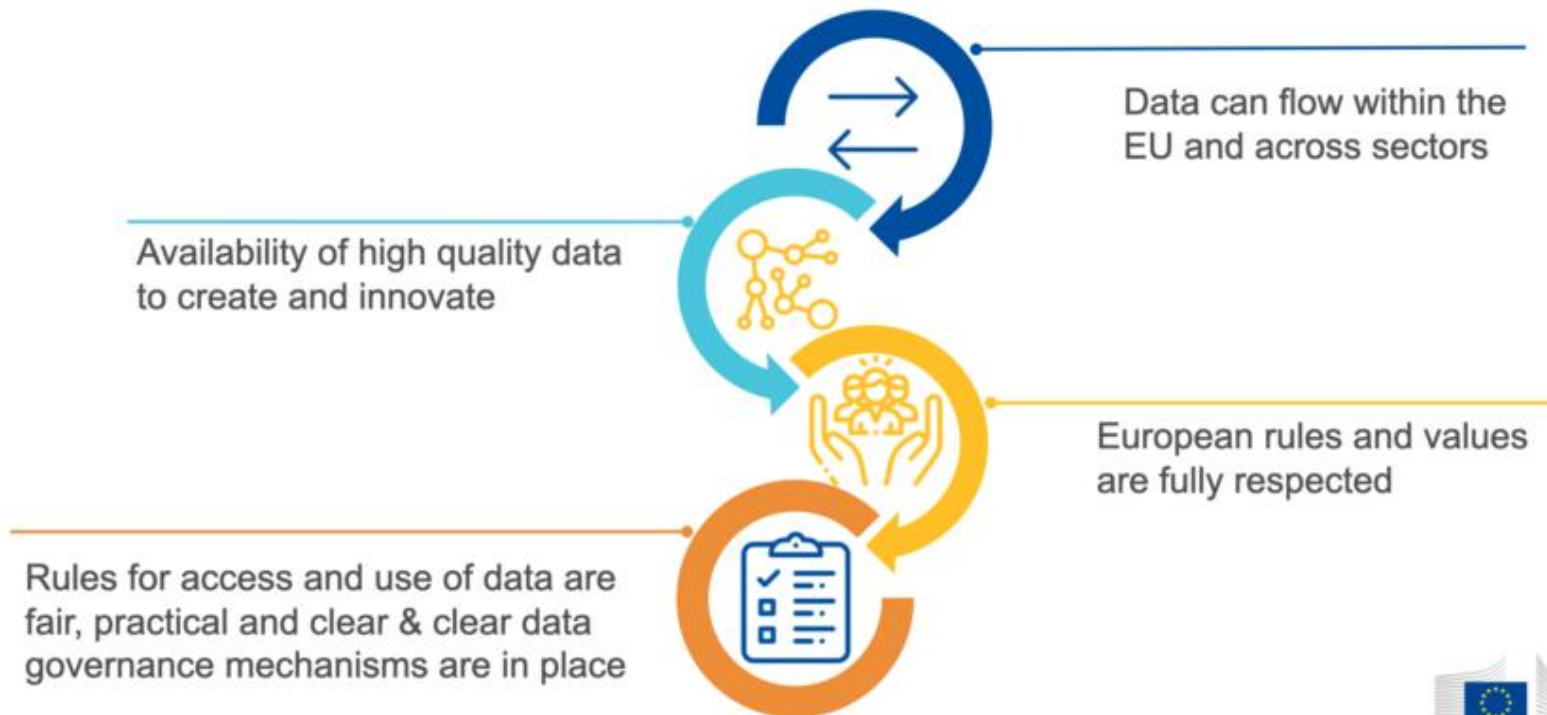 Data can flow within the
EU and across sectors
Availability of high quality data
to create and innovate
European rules and values
are fully respected
Rules for access and use of data are
fair, practical and clear & clear data
governance mechanisms are in place